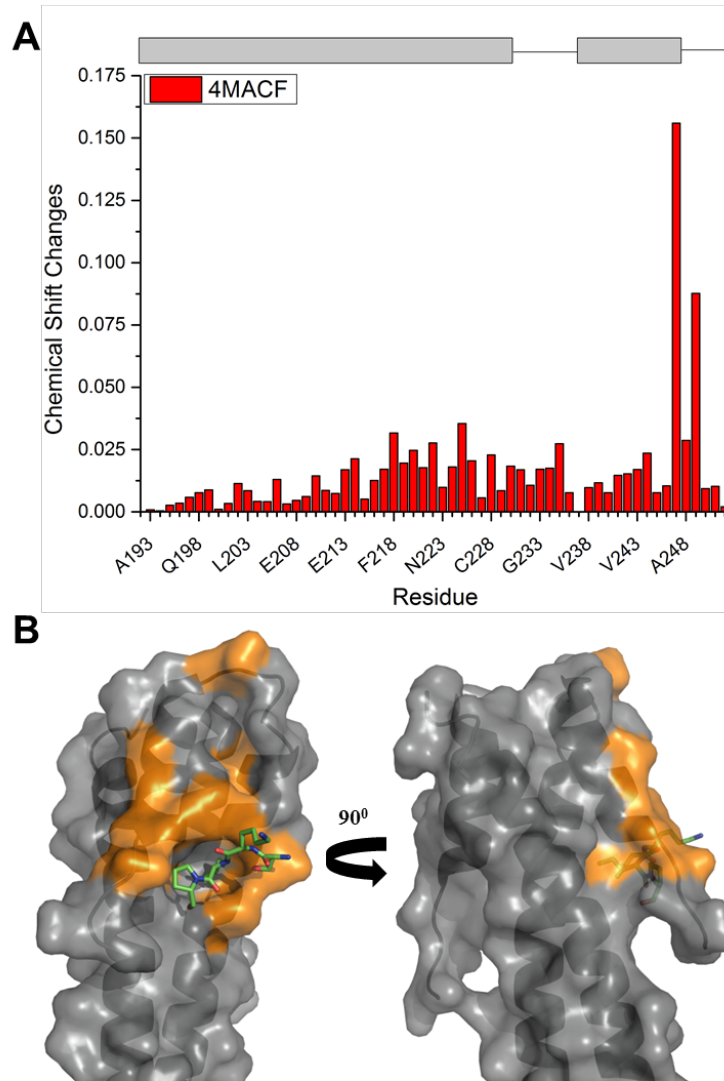 A
4MACF
0.175
0.150
0.125
0.100
0.075
0.050
0.025
0.000
Chemical Shift Changes
A193
Q198
L203
E208
E213
F218
N223
C228
G233
V238
V243
A248
Residue
B
90⁰